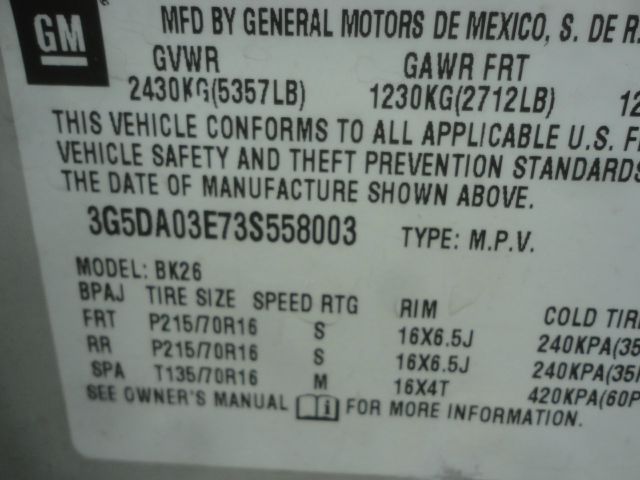 GM
MFD BY GENERAL MOTORS DE MEXICO, S. DE R.
GVWR GAWR FRT
2430KG(5357LB) 1230KG(2712LB) 12
THIS VEHICLE CONFORMS TO ALL APPLICABLE U.S. F
VEHICLE SAFETY AND THEFT PREVENTION STANDARDS
THE DATE OF MANUFACTURE SHOWN ABOVE.
3G5DA03E73S558003 TYPE: M.P.V.
MODEL: BK26
BPAJ TIRE SIZE SPEED RTG RIM COLD TIR
FRT P215/70R16 S 16X6.5J 240KPA(35
RR P215/70R16 S 16X6.5J 240KPA(35
SPA T135/70R16 M 16X4T 420KPA(60P
SEE OWNER'S MANUAL i FOR MORE INFORMATION.